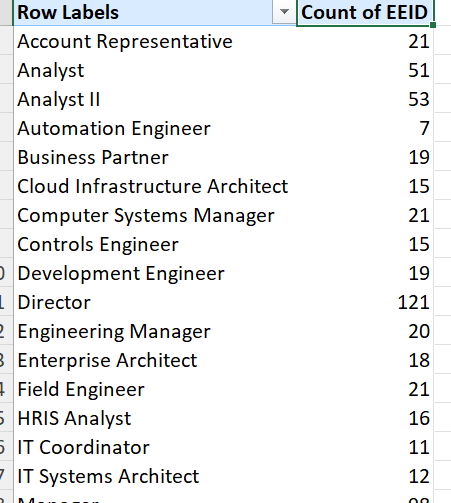 Row Labels Count of EEID
Account Representative 21
Analyst 51
Analyst II 53
Automation Engineer 7
Business Partner 19
Cloud Infrastructure Architect 15
Computer Systems Manager 21
Controls Engineer 15
Development Engineer 19
Director 121
Engineering Manager 20
Enterprise Architect 18
Field Engineer 21
HRIS Analyst 16
IT Coordinator 11
IT Systems Architect 12
Manager 98